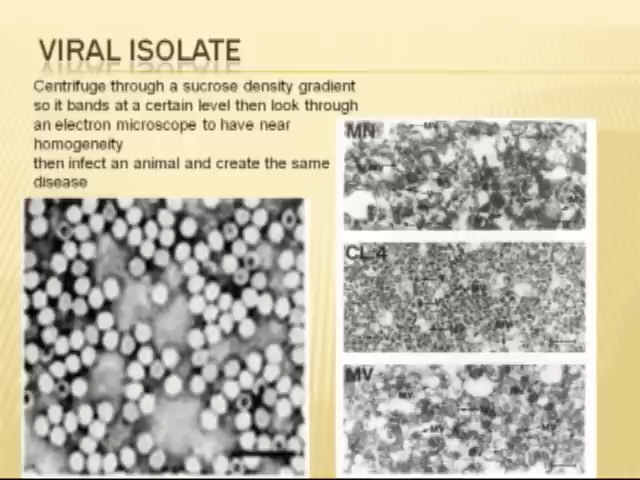 VIRAL ISOLATE
Centrifuge through a sucrose density gradient
so it bands at a certain level then look through
an electron microscope to have near
homogeneity
then infect an animal and create the same
disease
MN
CL.4
MV